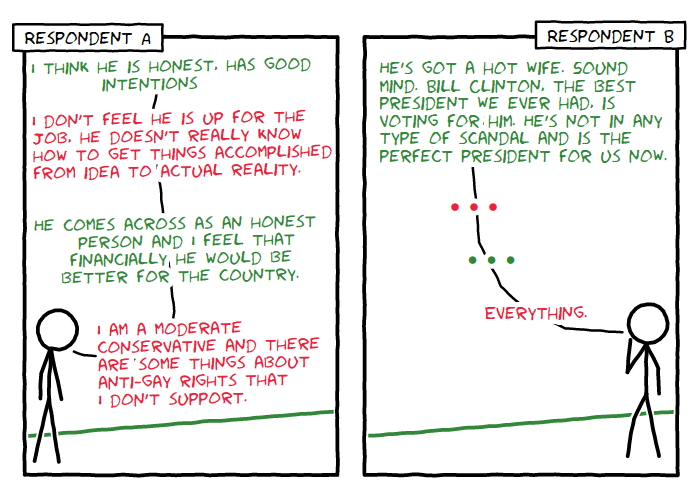 RESPONDENT A
I THINK HE IS HONEST, HAS GOOD
INTENTIONS
I DON'T FEEL HE IS UP FOR THE
JOB. HE DOESN'T REALLY KNOW
HOW TO GET THINGS ACCOMPLISHED
FROM IDEA TO ACTUAL REALITY.
HE COMES ACROSS AS AN HONEST
PERSON AND I FEEL THAT
FINANCIALLY HE WOULD BE
BETTER FOR THE COUNTRY.
I AM A MODERATE
CONSERVATIVE AND THERE
ARE SOME THINGS ABOUT
ANTI-GAY RIGHTS THAT
I DON'T SUPPORT.
RESPONDENT B
HE'S GOT A HOT WIFE. SOUND
MIND. BILL CLINTON, THE BEST
PRESIDENT WE EVER HAD, IS
VOTING FOR HIM. HE'S NOT IN ANY
TYPE OF SCANDAL AND IS THE
PERFECT PRESIDENT FOR US NOW.
...
...
EVERYTHING.